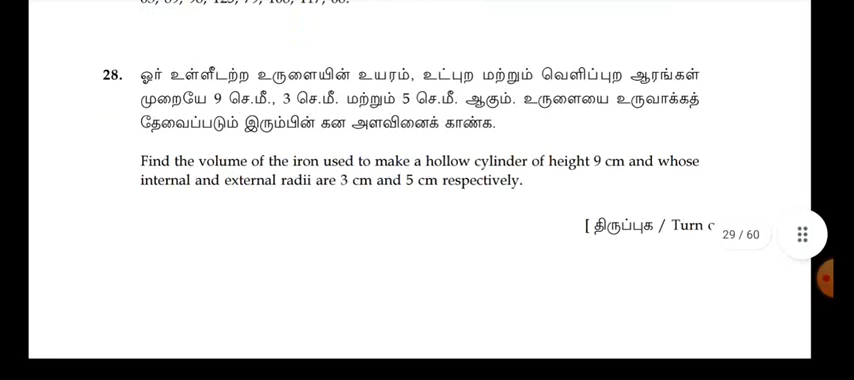 28. ஓர் உள்ளீடற்ற உருளையின் உயரம், உட்புற மற்றும் வெளிப்புற ஆரங்கள்
முறையே 9 செ.மீ., 3 செ.மீ. மற்றும் 5 செ.மீ. ஆகும். உருளையை உருவாக்கத்
தேவைப்படும் இரும்பின் கன அளவினைக் காண்க.
Find the volume of the iron used to make a hollow cylinder of height 9 cm and whose
internal and external radii are 3 cm and 5 cm respectively.
[ திருப்புக / Turn
29 / 60